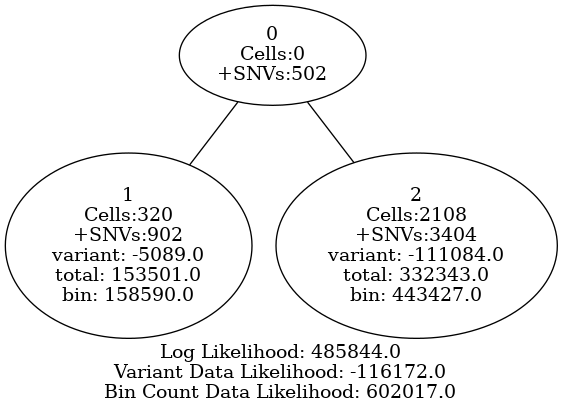 0
Cells:0
+SNVs:502
1
Cells:320
+SNVs:902
variant: -5089.0
total: 153501.0
bin: 158590.0
2
Cells:2108
+SNVs:3404
variant: -111084.0
total: 332343.0
bin: 443427.0
Log Likelihood: 485844.0
Variant Data Likelihood: -116172.0
Bin Count Data Likelihood: 602017.0